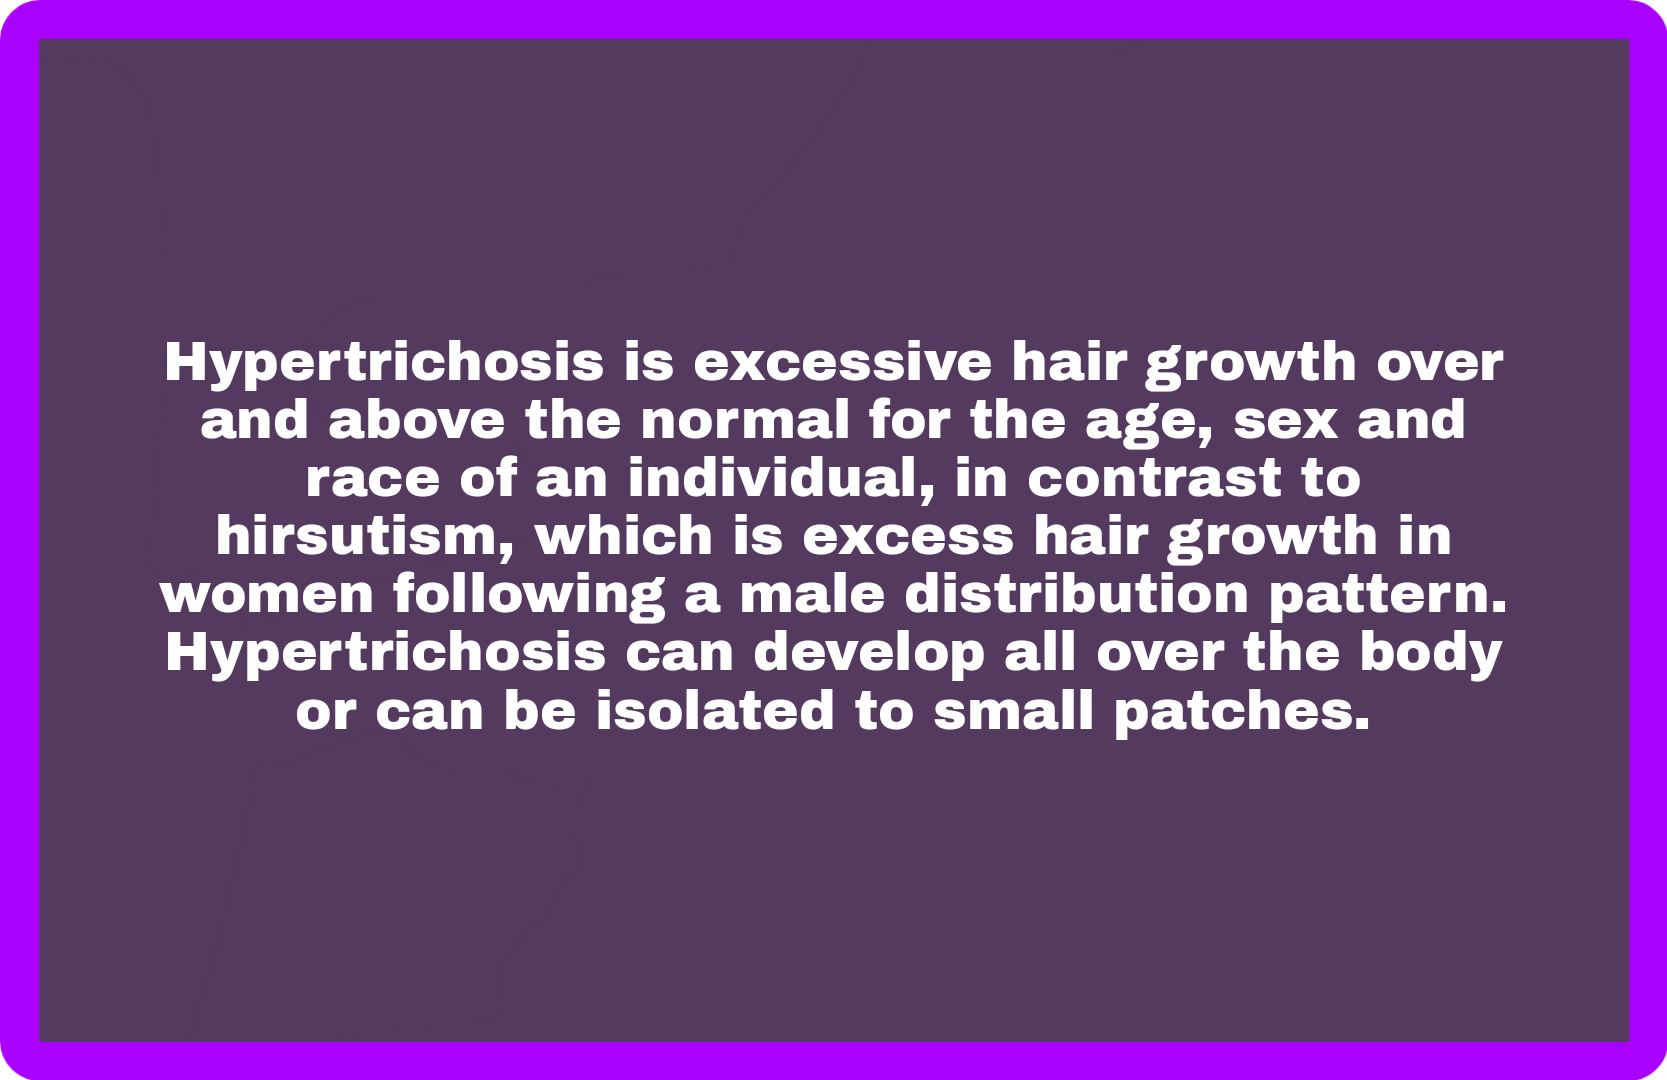 Hypertrichosis is excessive hair growth over
and above the normal for the age, sex and
race of an individual, in contrast to
hirsutism, which is excess hair growth in
women following a male distribution pattern.
Hypertrichosis can develop all over the body
or can be isolated to small patches.